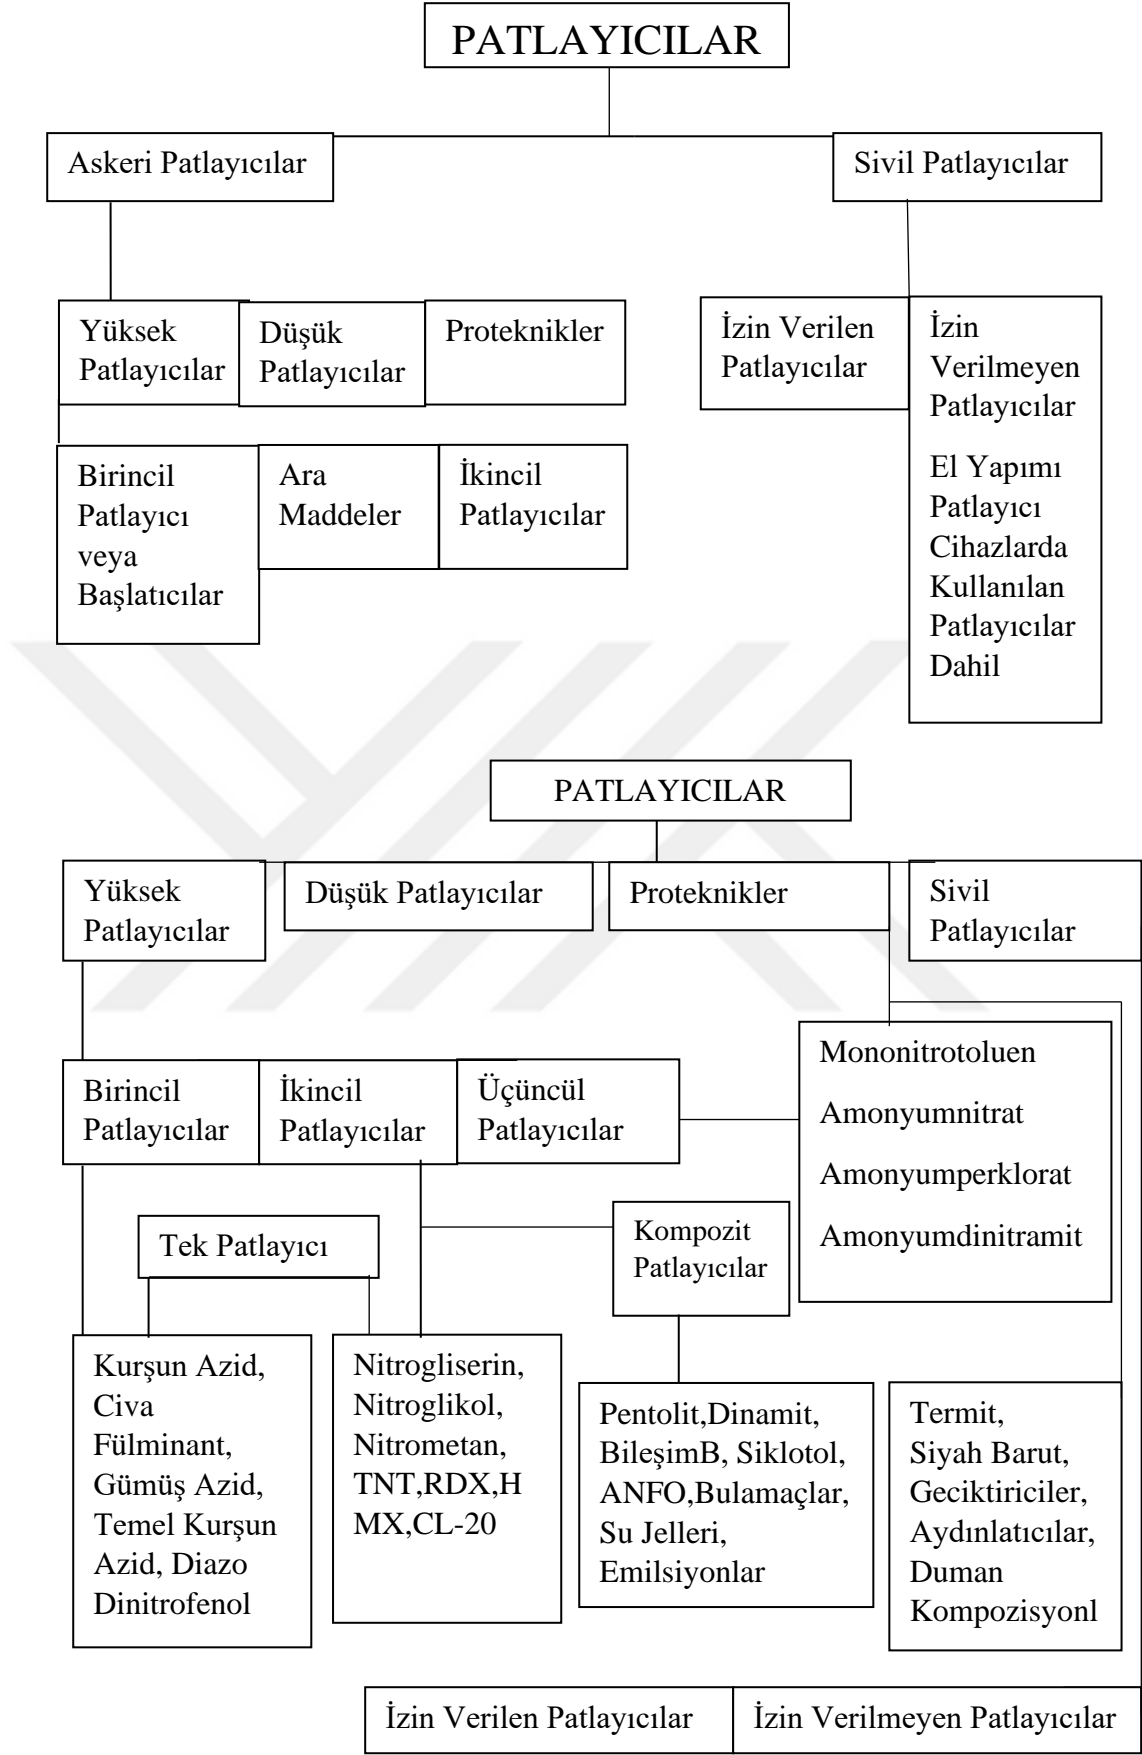 PATLAYICILAR
Askeri Patlayıcılar
Sivil Patlayıcılar
Yüksek
Patlayıcılar
Düşük
Patlayıcılar
Proteknikler
İzin Verilen
Patlayıcılar
İzin
Verilmeyen
Patlayıcılar
El Yapımı
Patlayıcı
Cihazlarda
Kullanılan
Patlayıcılar
Dahil
Birincil
Patlayıcı
veya
Başlatıcılar
Ara
Maddeler
İkincil
Patlayıcılar
PATLAYICILAR
Yüksek
Patlayıcılar
Düşük Patlayıcılar
Proteknikler
Sivil
Patlayıcılar
Birincil
Patlayıcılar
İkincil
Patlayıcılar
Üçüncül
Patlayıcılar
Mononitrotoluen
Amonyumnitrat
Amonyumperklorat
Amonyumdinitramit
Tek Patlayıcı
Kompozit
Patlayıcılar
Kurşun Azid,
Civa
Fülminant,
Gümüş Azid,
Temel Kurşun
Azid, Diazo
Dinitrofenol
Nitrogliserin,
Nitroglikol,
Nitrometan,
TNT,RDX,H
MX,CL-20
Pentolit,Dinamit,
BileşimB, Siklotol,
ANFO,Bulamaçlar,
Su Jelleri,
Emilsiyonlar
Termit,
Siyah Barut,
Geciktiriciler,
Aydınlatıcılar,
Duman
Kompozisyonl
İzin Verilen Patlayıcılar
İzin Verilmeyen Patlayıcılar